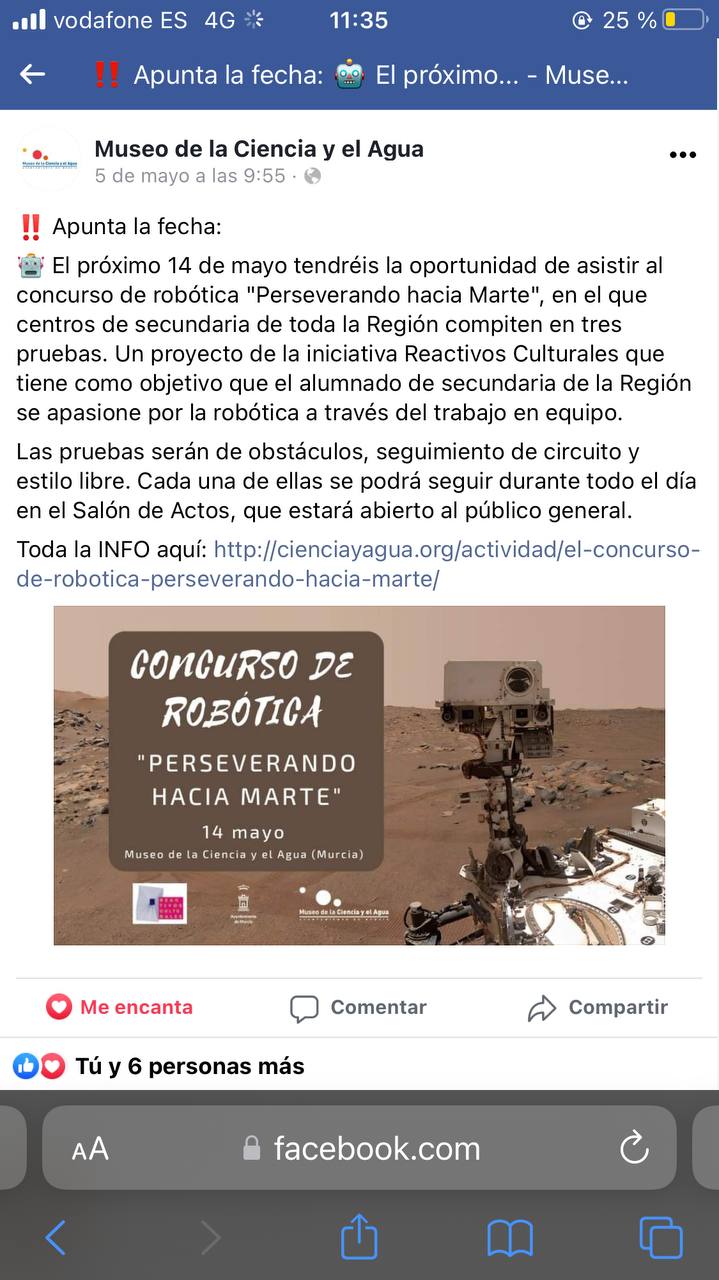 vodafone ES 4G 11:35 25 %
‼️ Apunta la fecha: 🤖 El próximo... - Muse...
Museo de la Ciencia y el Agua
5 de mayo a las 9:55 ·
‼️ Apunta la fecha:
🤖 El próximo 14 de mayo tendréis la oportunidad de asistir al
concurso de robótica "Perseverando hacia Marte", en el que
centros de secundaria de toda la Región compiten en tres
pruebas. Un proyecto de la iniciativa Reactivos Culturales que
tiene como objetivo que el alumnado de secundaria de la Región
se apasione por la robótica a través del trabajo en equipo.
Las pruebas serán de obstáculos, seguimiento de circuito y
estilo libre. Cada una de ellas se podrá seguir durante todo el día
en el Salón de Actos, que estará abierto al público general.
Toda la INFO aquí: http://cienciayagua.org/actividad/el-concurso-
de-robotica-perseverando-hacia-marte/
CONCURSO DE
ROBÓTICA
"PERSEVERANDO
HACIA MARTE"
14 mayo
Museo de la Ciencia y el Agua (Murcia)
Museo de la Ciencia y el Agua
Me encanta Comentar Compartir
Tú y 6 personas más
AA facebook.com